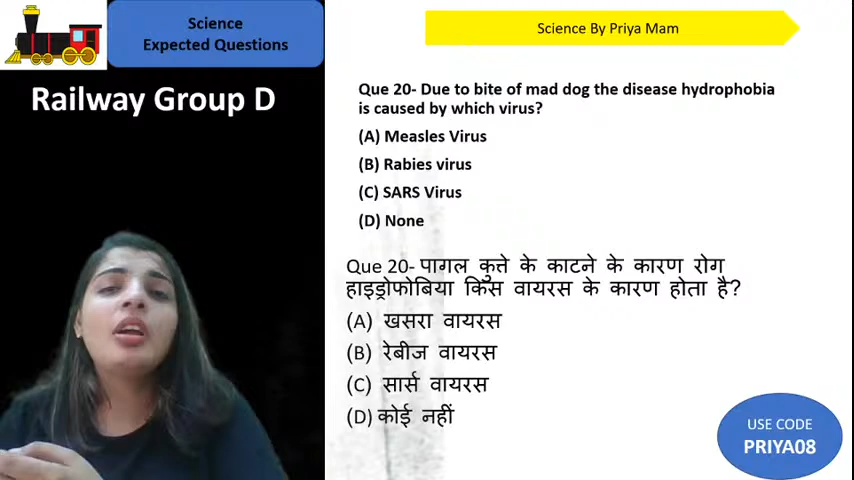 Science
Expected Questions
Science By Priya Mam
Railway Group D
Que 20- Due to bite of mad dog the disease hydrophobia
is caused by which virus?
(A) Measles Virus
(B) Rabies virus
(C) SARS Virus
(D) None
Que 20- पागल कुत्ते के काटने के कारण रोग
हाइड्रोफोबिया किस वायरस के कारण होता है?
(A) खसरा वायरस
(B) रेबीज वायरस
(C) सार्स वायरस
(D) कोई नहीं
USE CODE
PRIYA08